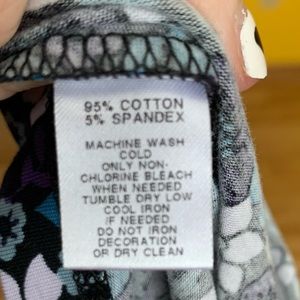 95% COTTON
5% SPANDEX
MACHINE WASH
COLD
ONLY NON-
CHLORINE BLEACH
WHEN NEEDED
TUMBLE DRY LOW
COOL IRON
IF NEEDED
DO NOT IRON
DECORATION
OR DRY CLEAN